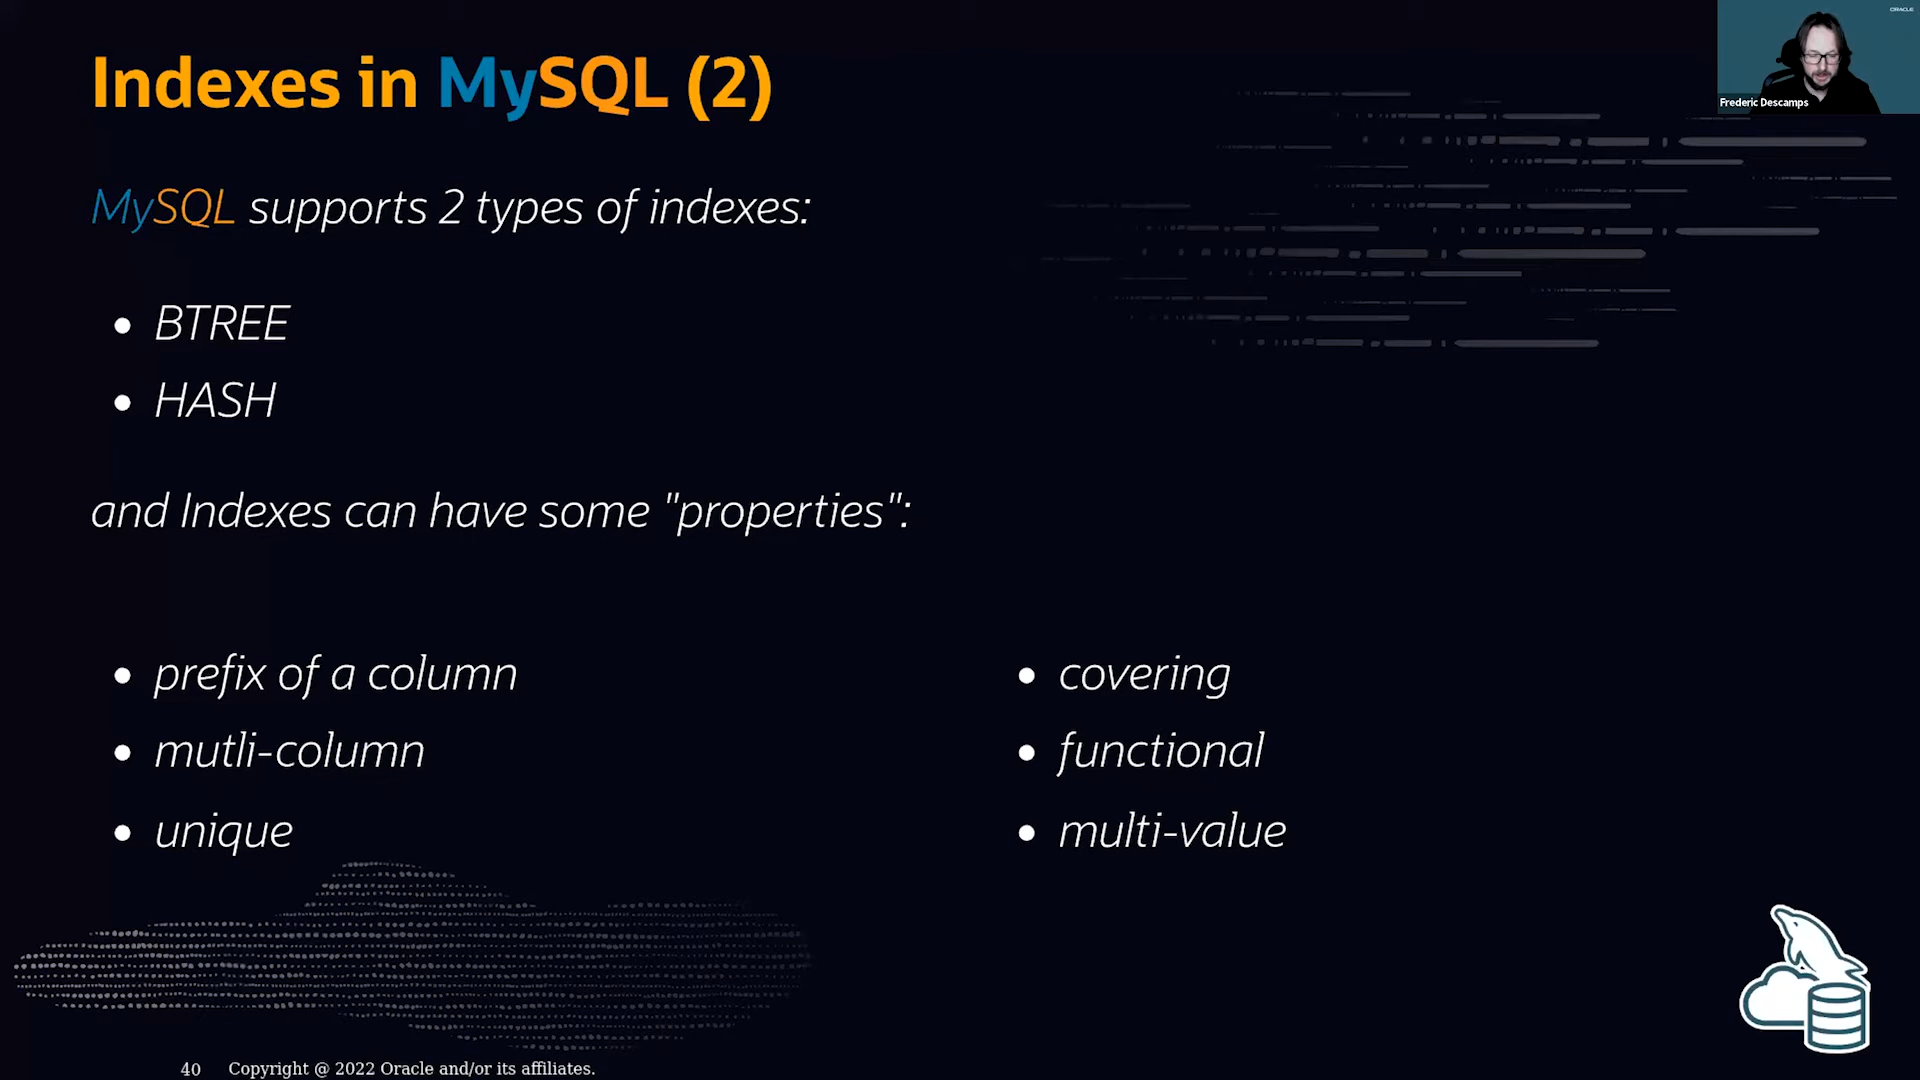 ORACLE
Frederic Descamps
Indexes in MySQL (2)
MySQL supports 2 types of indexes:
BTREE
HASH
and Indexes can have some "properties":
prefix of a column
mutli-column
unique
covering
functional
multi-value
40 Copyright @ 2022 Oracle and/or its affiliates.